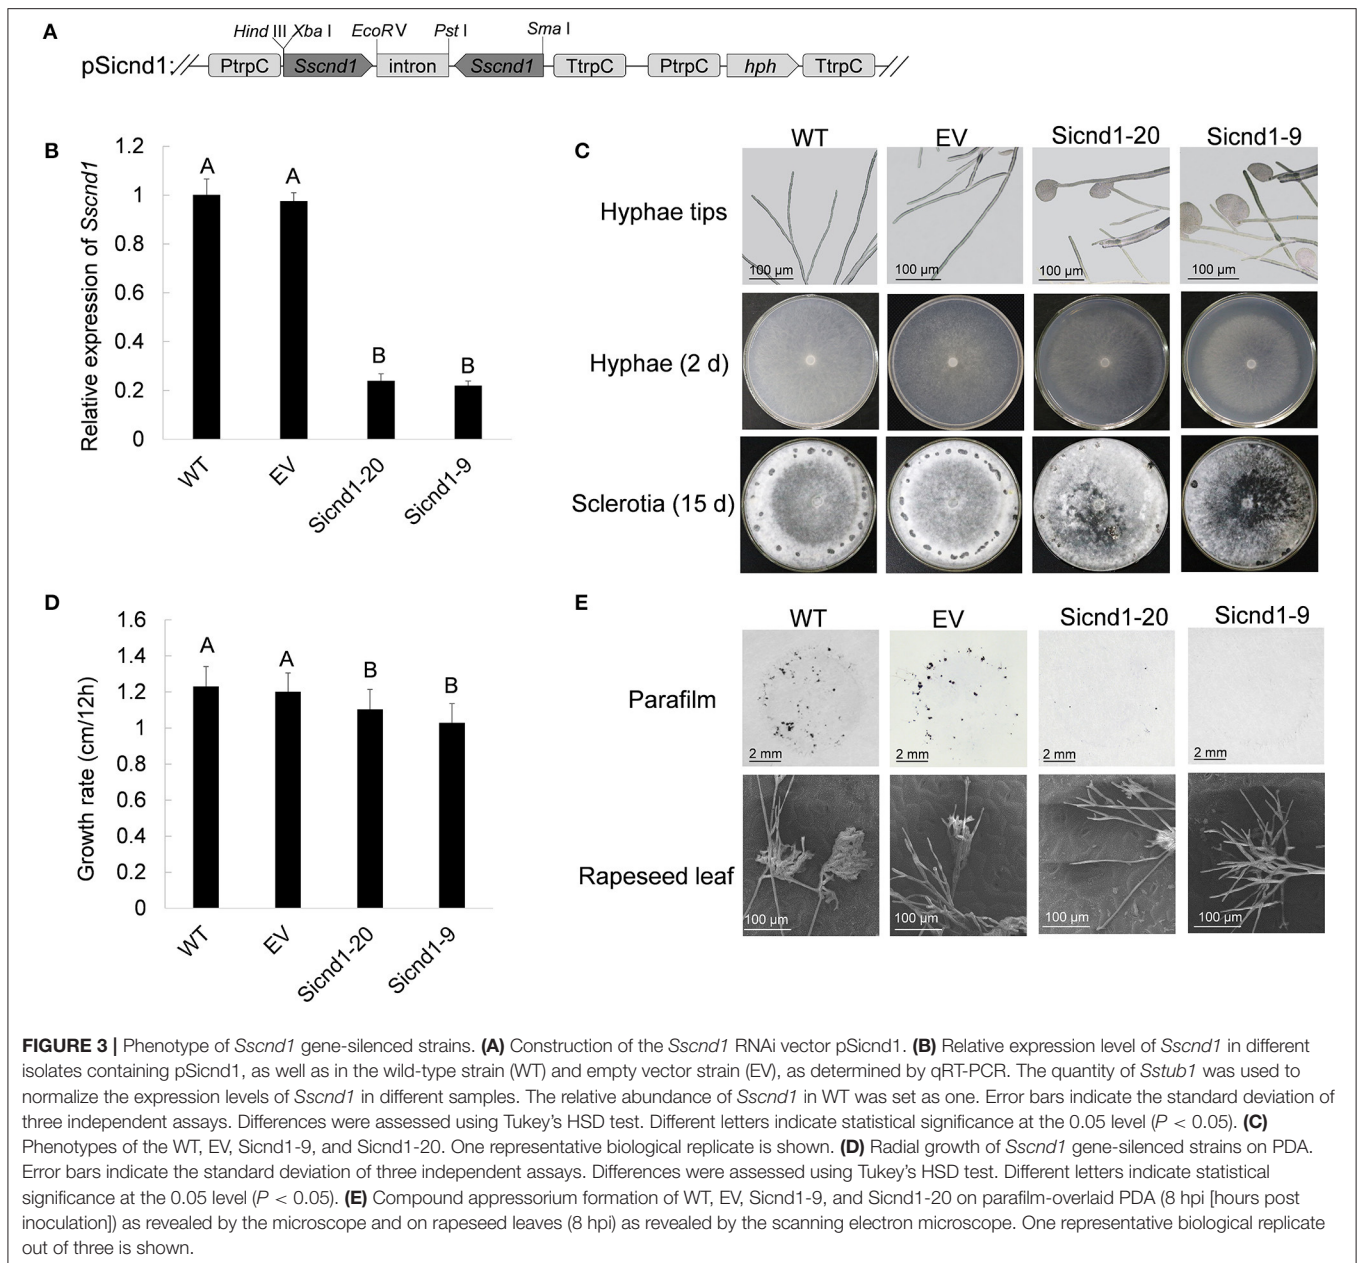 A
Hind III Xba I EcoR V Pst I Sma I
pSicnd1: PtrpC Sscnd1 intron Sscnd1 TtrpC PtrpC hph TtrpC
B
Relative expression of Sscnd1
1.2
1
0.8
0.6
0.4
0.2
0
A
A
B
B
WT
EV
Sicnd1-20
Sicnd1-9
C
WT EV Sicnd1-20 Sicnd1-9
Hyphae tips
100 µm 100 µm 100 µm 100 µm
Hyphae (2 d)
Sclerotia (15 d)
D
Growth rate (cm/12h)
1.6
1.4
1.2
1
0.8
0.6
0.4
0.2
0
A
A
B
B
WT
EV
Sicnd1-20
Sicnd1-9
E
WT EV Sicnd1-20 Sicnd1-9
Parafilm
2 mm 2 mm 2 mm 2 mm
Rapeseed leaf
100 µm 100 µm 100 µm 100 µm
FIGURE 3 | Phenotype of Sscnd1 gene-silenced strains. (A) Construction of the Sscnd1 RNAi vector pSicnd1. (B) Relative expression level of Sscnd1 in different
isolates containing pSicnd1, as well as in the wild-type strain (WT) and empty vector strain (EV), as determined by qRT-PCR. The quantity of Sstub1 was used to
normalize the expression levels of Sscnd1 in different samples. The relative abundance of Sscnd1 in WT was set as one. Error bars indicate the standard deviation of
three independent assays. Differences were assessed using Tukey's HSD test. Different letters indicate statistical significance at the 0.05 level (P < 0.05). (C)
Phenotypes of the WT, EV, Sicnd1-9, and Sicnd1-20. One representative biological replicate is shown. (D) Radial growth of Sscnd1 gene-silenced strains on PDA.
Error bars indicate the standard deviation of three independent assays. Differences were assessed using Tukey's HSD test. Different letters indicate statistical
significance at the 0.05 level (P < 0.05). (E) Compound appressorium formation of WT, EV, Sicnd1-9, and Sicnd1-20 on parafilm-overlaid PDA (8 hpi [hours post
inoculation]) as revealed by the microscope and on rapeseed leaves (8 hpi) as revealed by the scanning electron microscope. One representative biological replicate
out of three is shown.